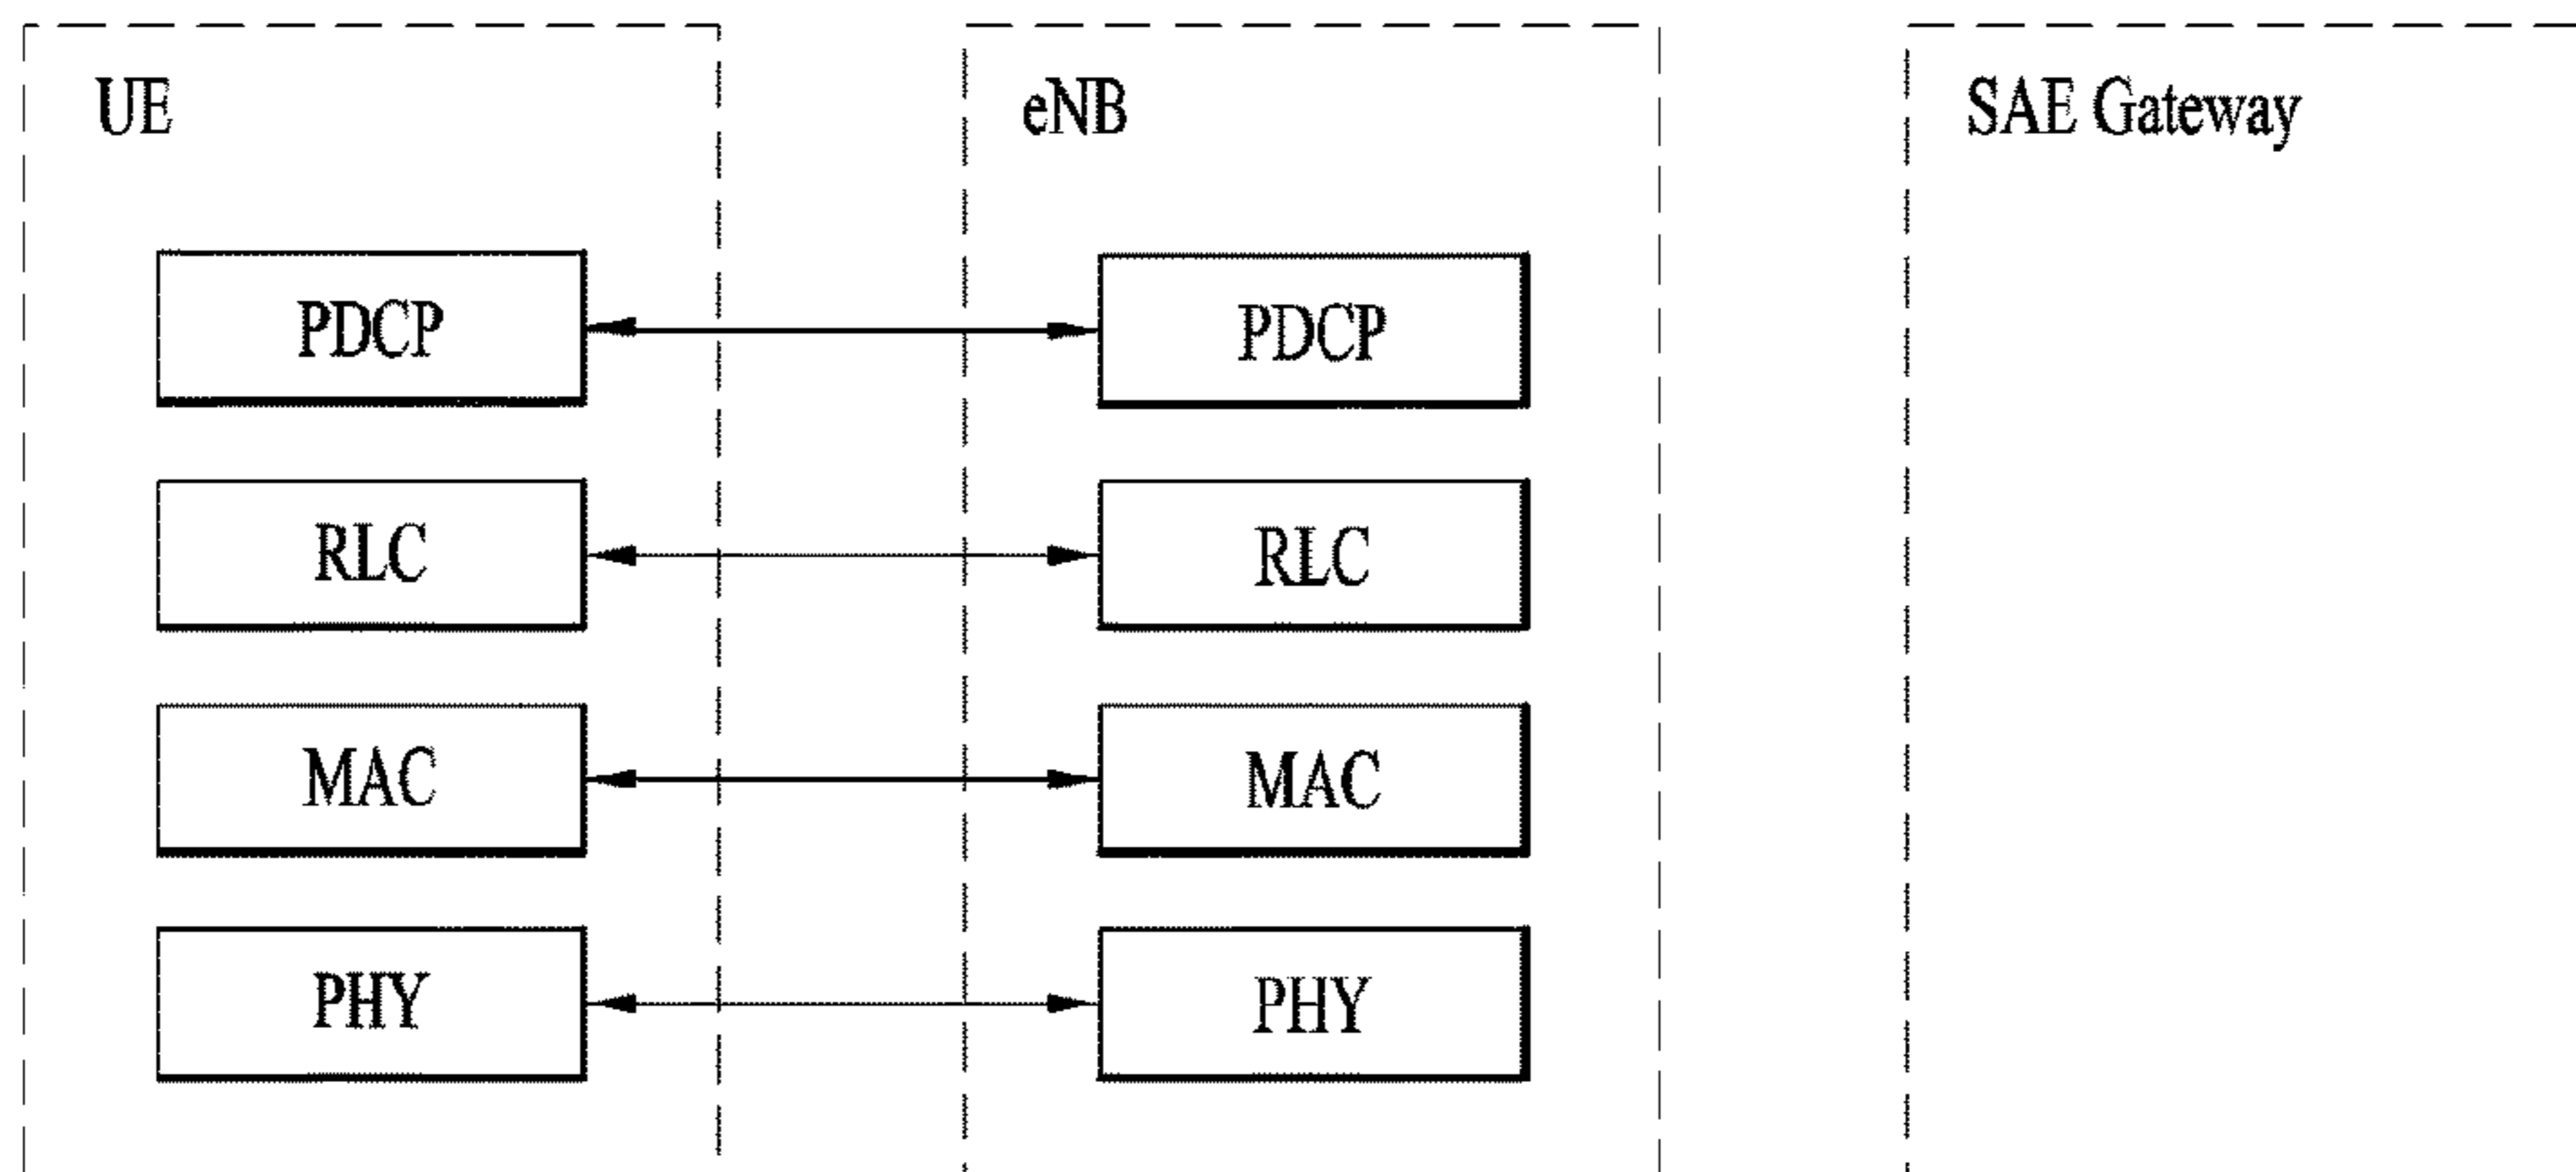 UE
eNB
SAE Gateway
PDCP
PDCP
RLC
RLC
MAC
MAC
PHY
PHY